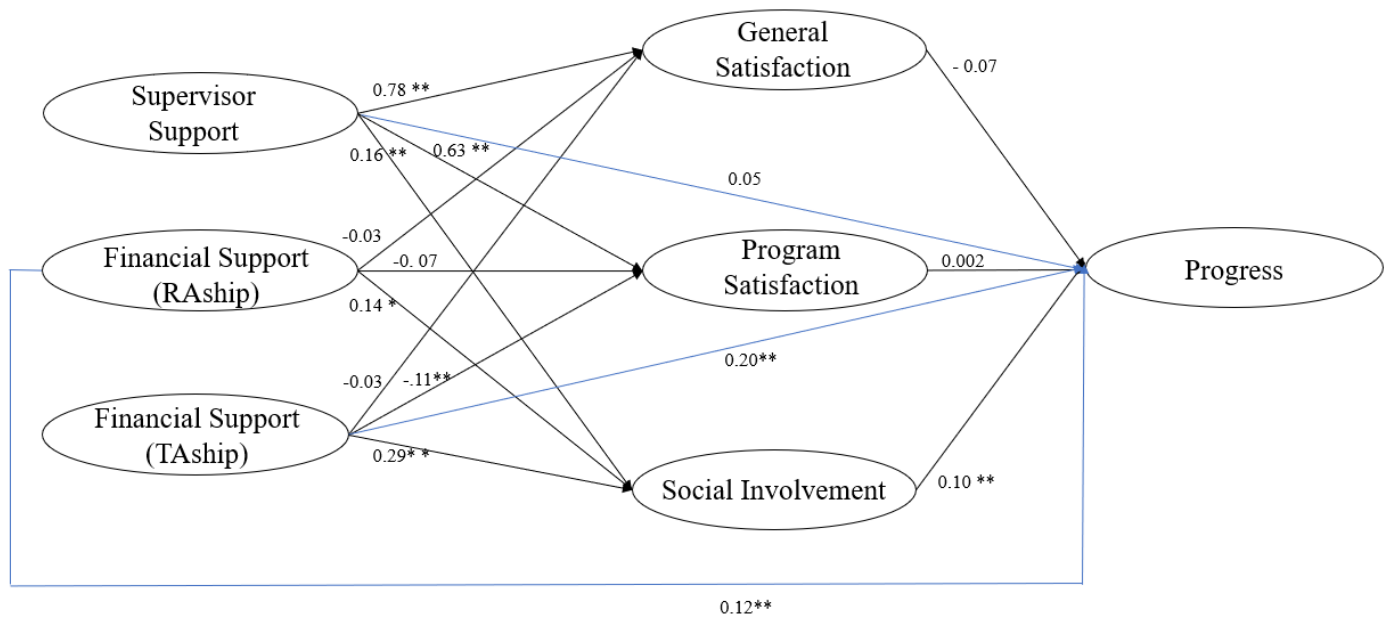 General
Satisfaction
- 0.07
Supervisor
Support
0.78 **
0.16 **
0.63 **
0.05
-0.03
Financial Support
(RAship)
-0. 07
0.14 *
Program
Satisfaction
0.002
Progress
0.20**
-0.03
-.11**
Financial Support
(TAship)
0.29* *
Social Involvement
0.10 **
0.12**